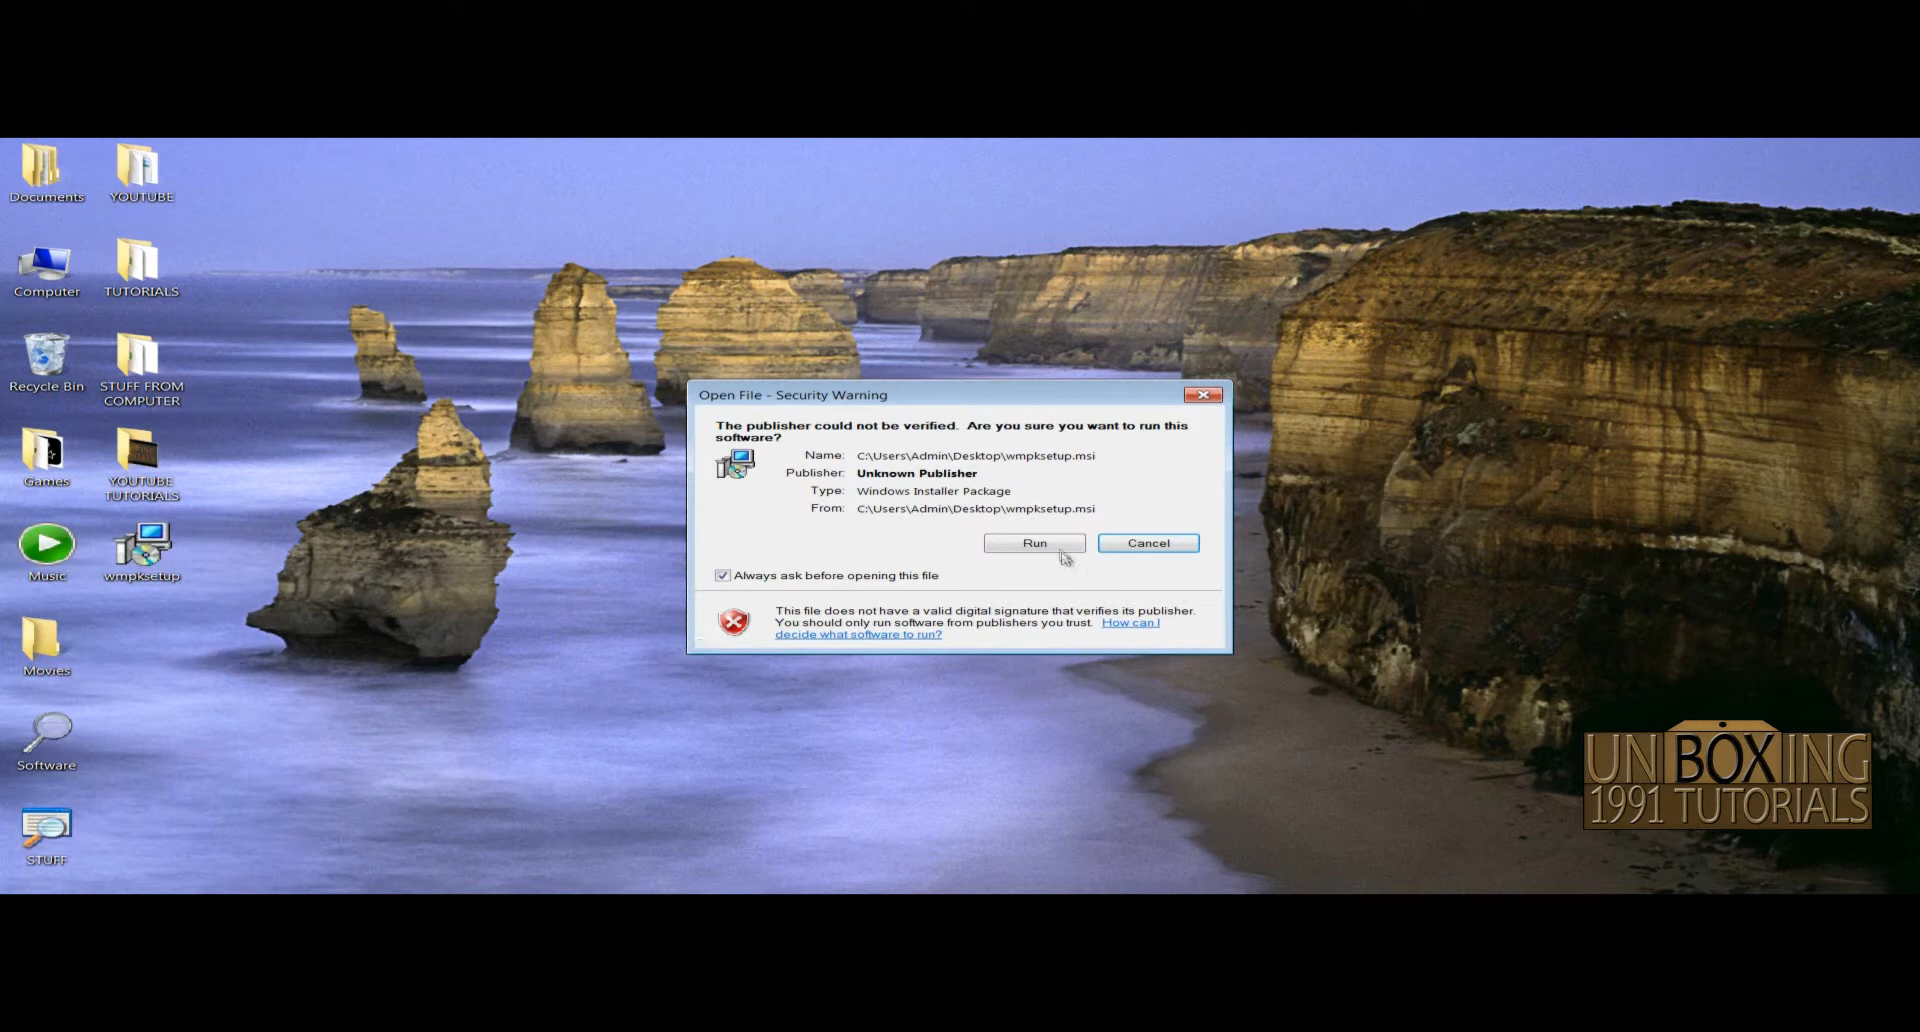 Documents
YOUTUBE
Computer
TUTORIALS
Recycle Bin
STUFF FROM
COMPUTER
Games
YOUTUBE
TUTORIALS
Music
wmpksetup
Movies
Software
STUFF
Open File - Security Warning
The publisher could not be verified.  Are you sure you want to run this
software?
Name: C:\Users\Admin\Desktop\wmpksetup.msi
Publisher: Unknown Publisher
Type: Windows Installer Package
From: C:\Users\Admin\Desktop\wmpksetup.msi
Run Cancel
Always ask before opening this file
This file does not have a valid digital signature that verifies its publisher.
You should only run software from publishers you trust. How can I
decide what software to run?
UNBOXING
1991 TUTORIALS